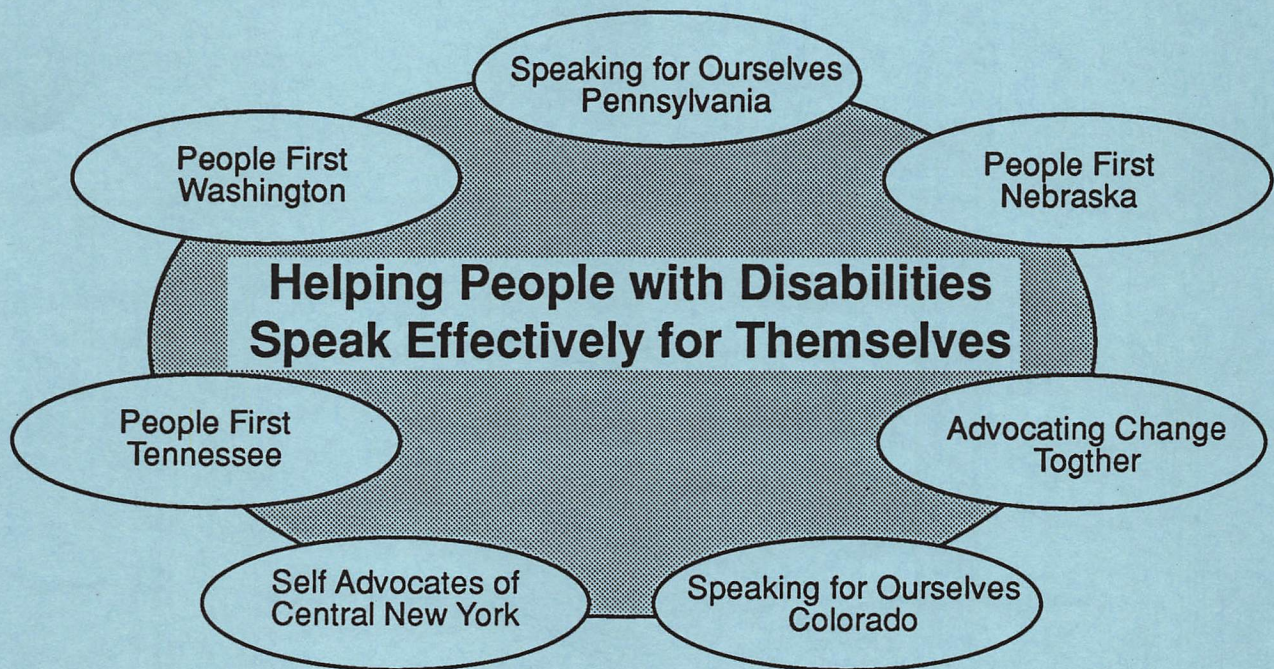 Speaking for Ourselves
Pennsylvania
People First
Washington
People First
Nebraska
Helping People with Disabilities
Speak Effectively for Themselves
People First
Tennessee
Advocating Change
Togther
Self Advocates of
Central New York
Speaking for Ourselves
Colorado